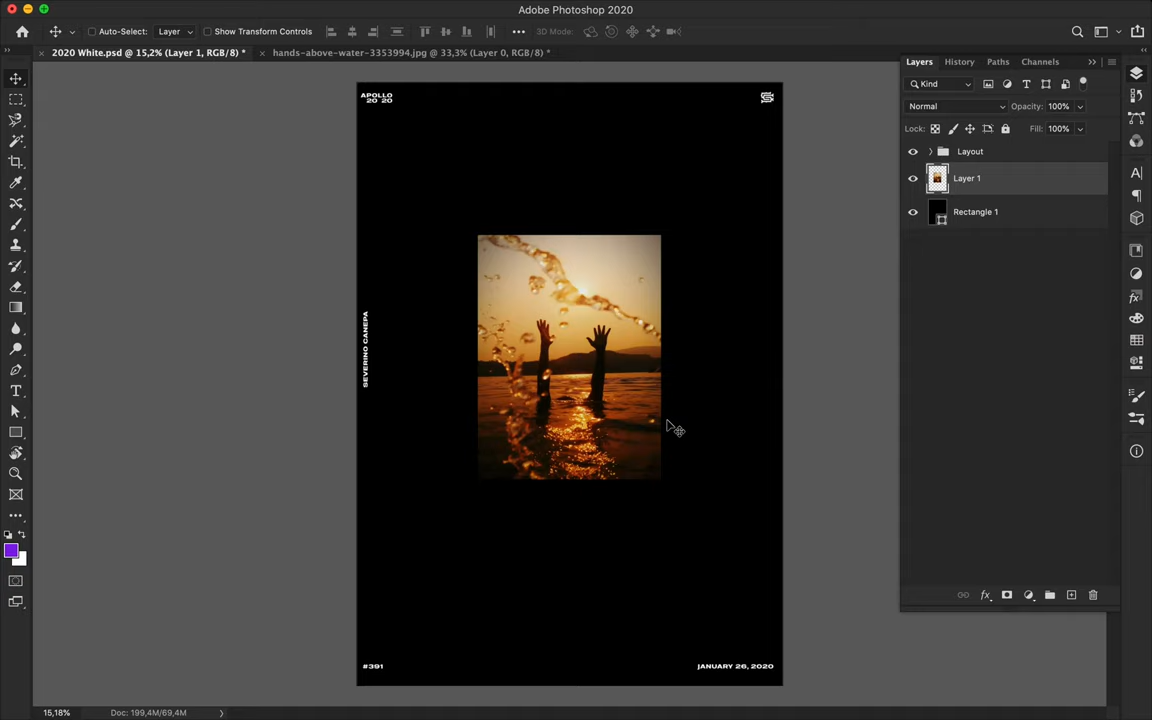 Adobe Photoshop 2020
Auto-Select: Layer Show Transform Controls 3D Mode:
2020 White.psd @ 15,2% (Layer 1, RGB/8) * hands-above-water-3353994.jpg @ 33,3% (Layer 0, RGB/8) *
Layers History Paths Channels
Kind
Normal Opacity: 100%
Lock: Fill: 100%
Layout
Layer 1
Rectangle 1
APOLLO
20 20
SEVERINO CANEPA
#391 JANUARY 26, 2020
15,18% Doc: 199,4M/69,4M